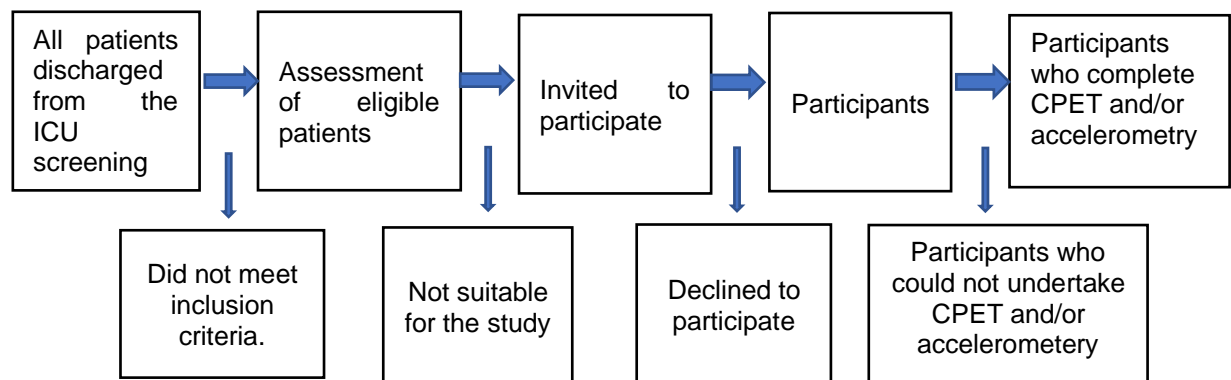 All patients
discharged
from the
ICU
screening
Assessment
of eligible
patients
Invited to
participate
Participants
Participants
who complete
CPET and/or
accelerometry
Did not meet
inclusion
criteria.
Not suitable
for the study
Declined to
participate
Participants who
could not undertake
CPET and/or
accelerometery